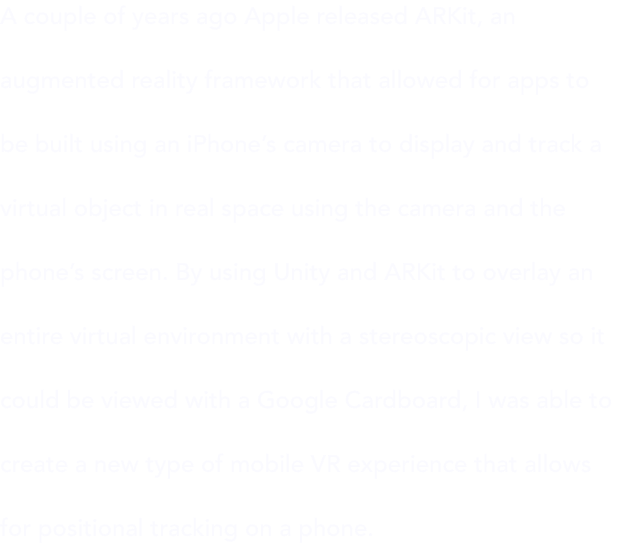 A couple of years ago Apple released ARKit, an
augmented reality framework that allowed for apps to
be built using an iPhone's camera to display and track a
virtual object in real space using the camera and the
phone's screen. By using Unity and ARKit to overlay an
entire virtual environment with a stereoscopic view so it
could be viewed with a Google Cardboard, I was able to
create a new type of mobile VR experience that allows
for positional tracking on a phone.